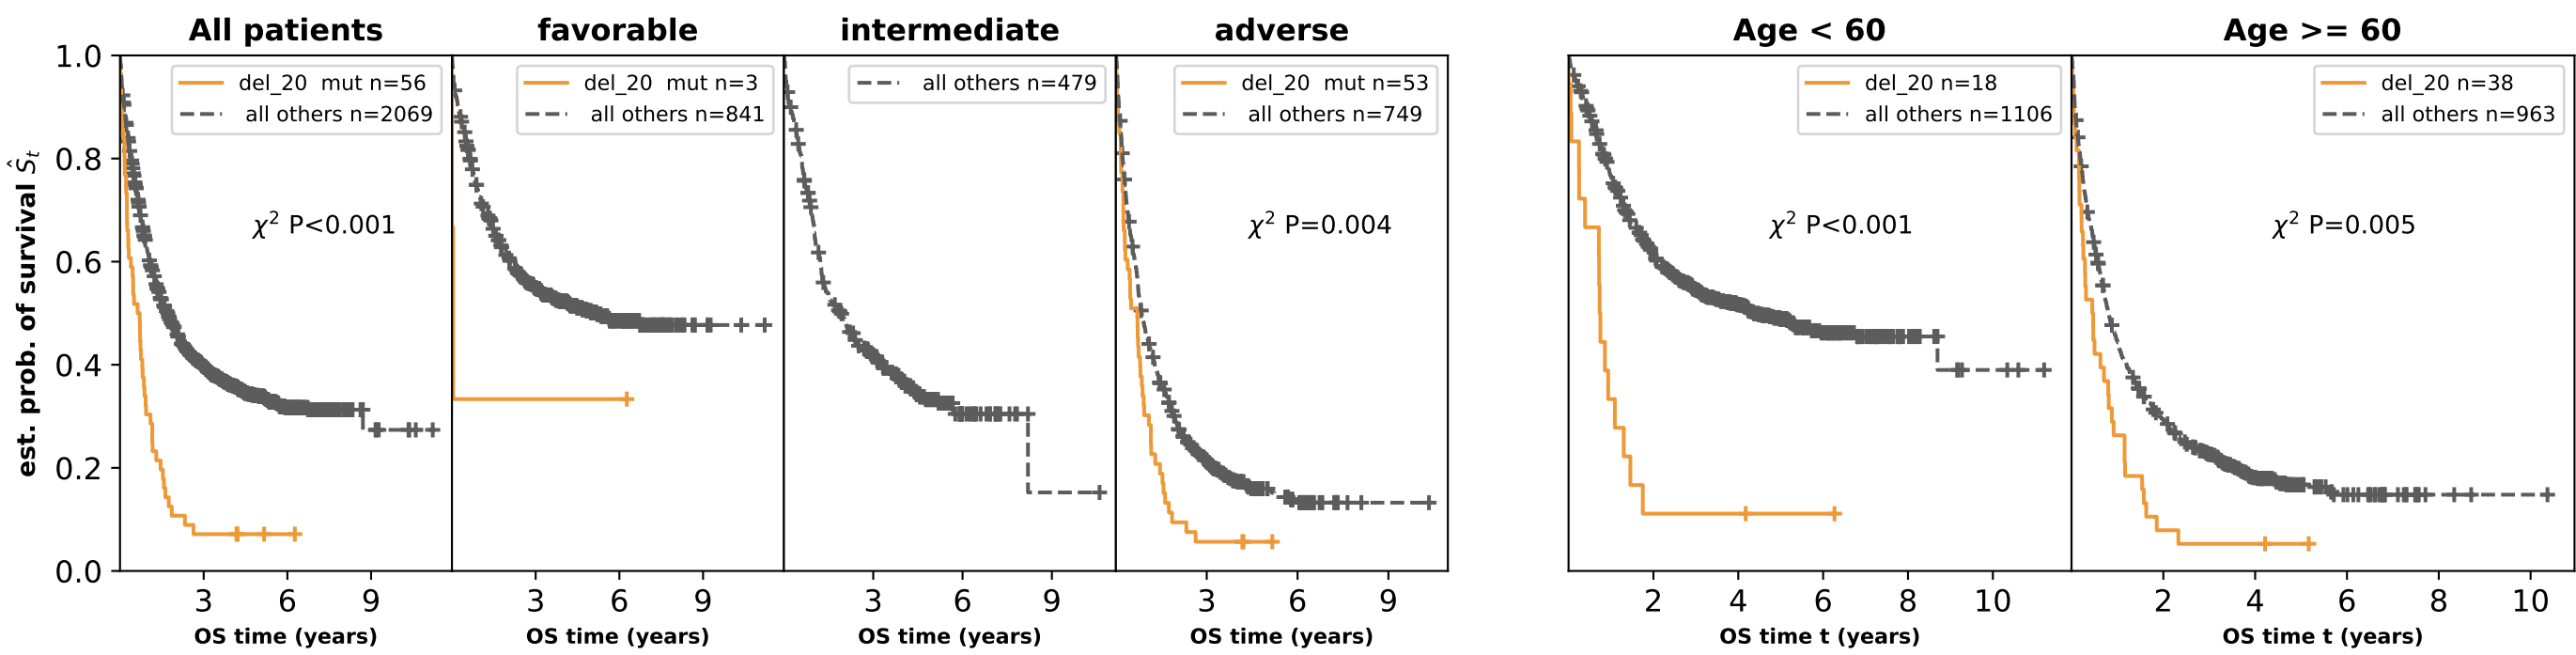 All patients
favorable
intermediate
adverse
Age < 60
Age >= 60
est. prob. of survival Ŝt
1.0
0.8
0.6
0.4
0.2
0.0
del_20 mut n=56
all others n=2069
χ² P<0.001
3 6 9
OS time (years)
del_20 mut n=3
all others n=841
3 6 9
OS time (years)
all others n=479
3 6 9
OS time (years)
del_20 mut n=53
all others n=749
χ² P=0.004
3 6 9
OS time (years)
del_20 n=18
all others n=1106
χ² P<0.001
2 4 6 8 10
OS time t (years)
del_20 n=38
all others n=963
χ² P=0.005
2 4 6 8 10
OS time t (years)